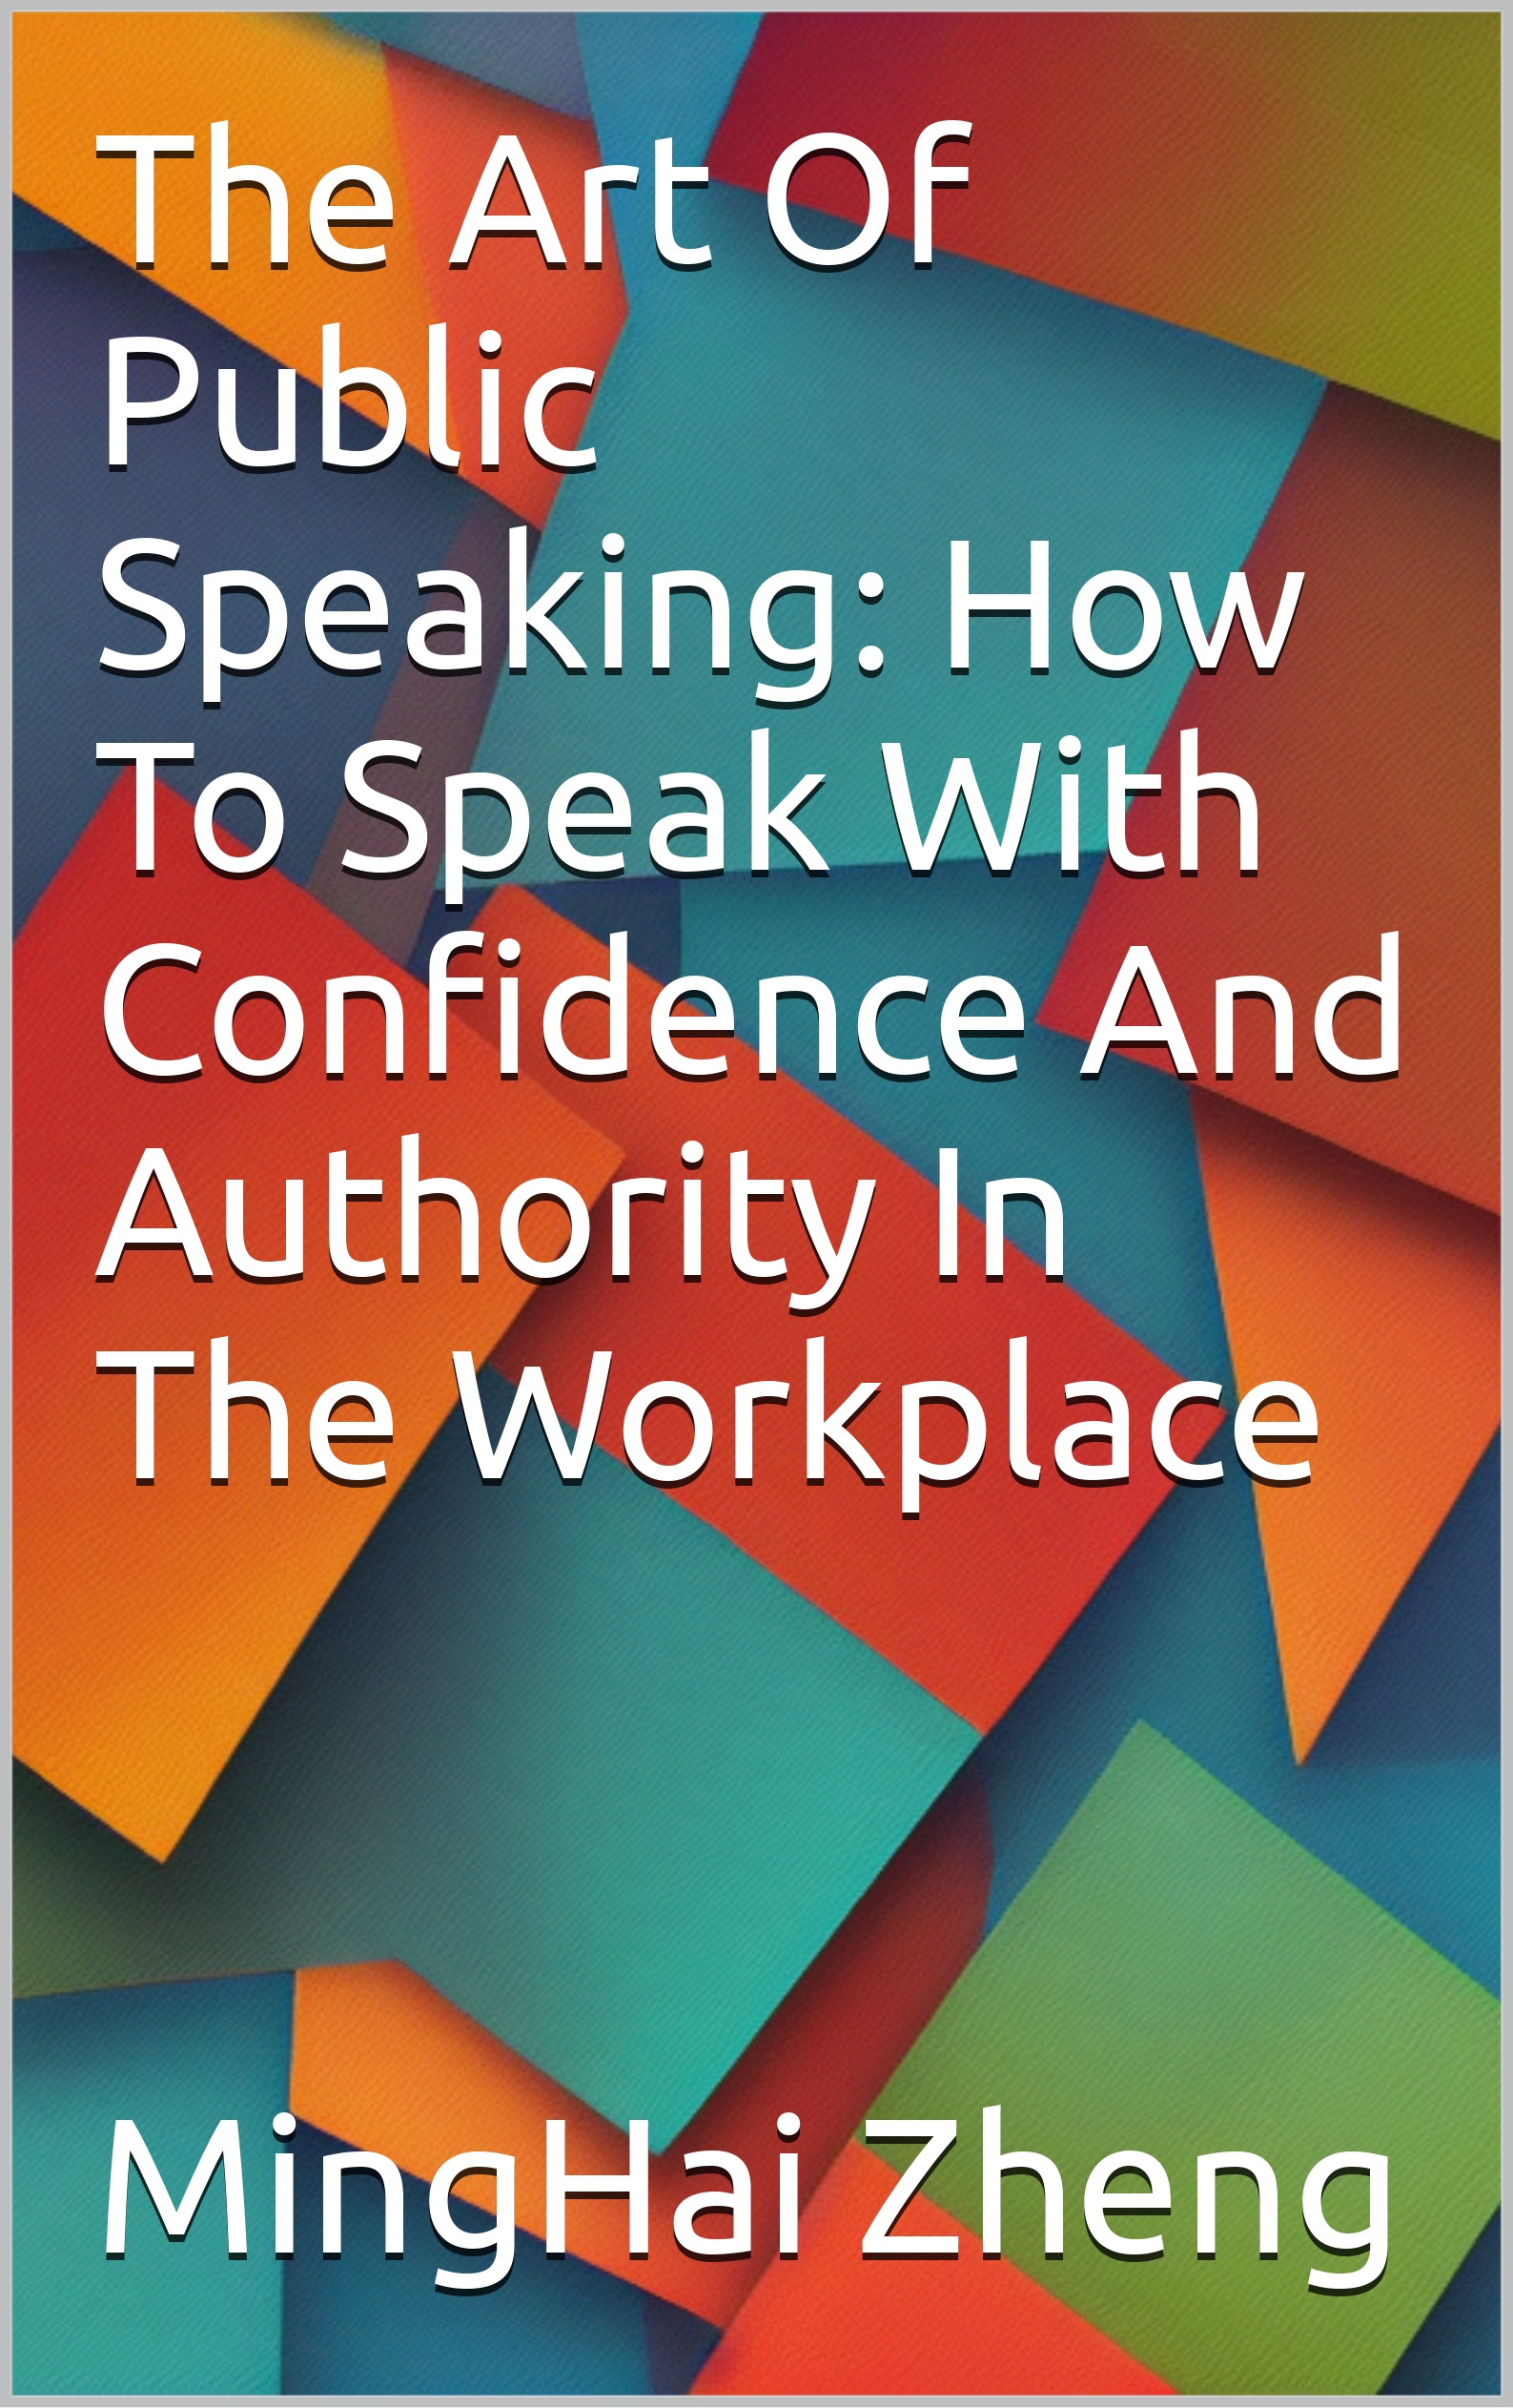 The Art Of
Public
Speaking: How
To Speak With
Confidence And
Authority In
The Workplace
MingHai Zheng